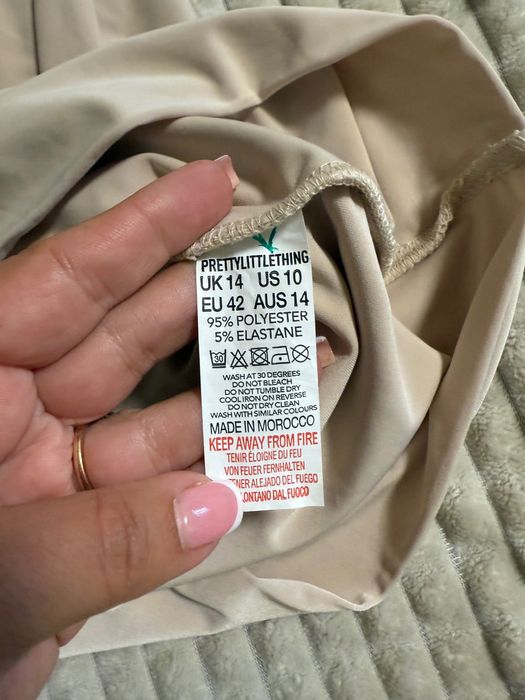 PRETTYLITTLETHING
UK 14 US 10
EU 42 AUS 14
95% POLYESTER
5% ELASTANE
30
WASH AT 30 DEGREES
DO NOT BLEACH
DO NOT TUMBLE DRY
COOL IRON ON REVERSE
DO NOT DRY CLEAN
WASH WITH SIMILAR COLOURS
MADE IN MOROCCO
KEEP AWAY FROM FIRE
TENIR ÉLOIGNE DU FEU
VON FEUER FERNHALTEN
TENER ALEJADO DEL FUEGO
LONTANO DAL FUOCO